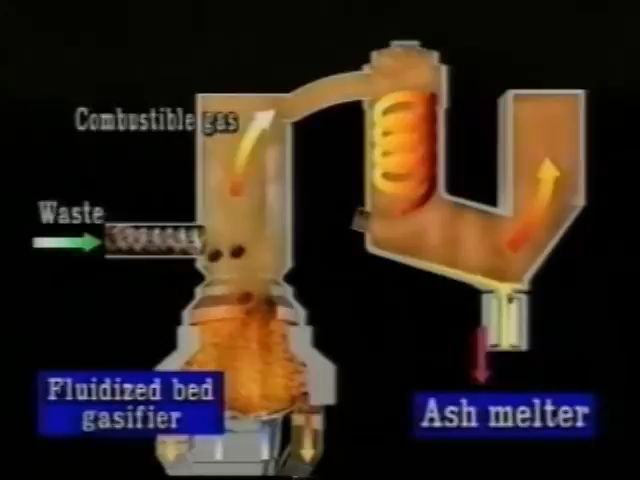 Combustible gas
Waste
Fluidized bed
gasifier
Ash melter